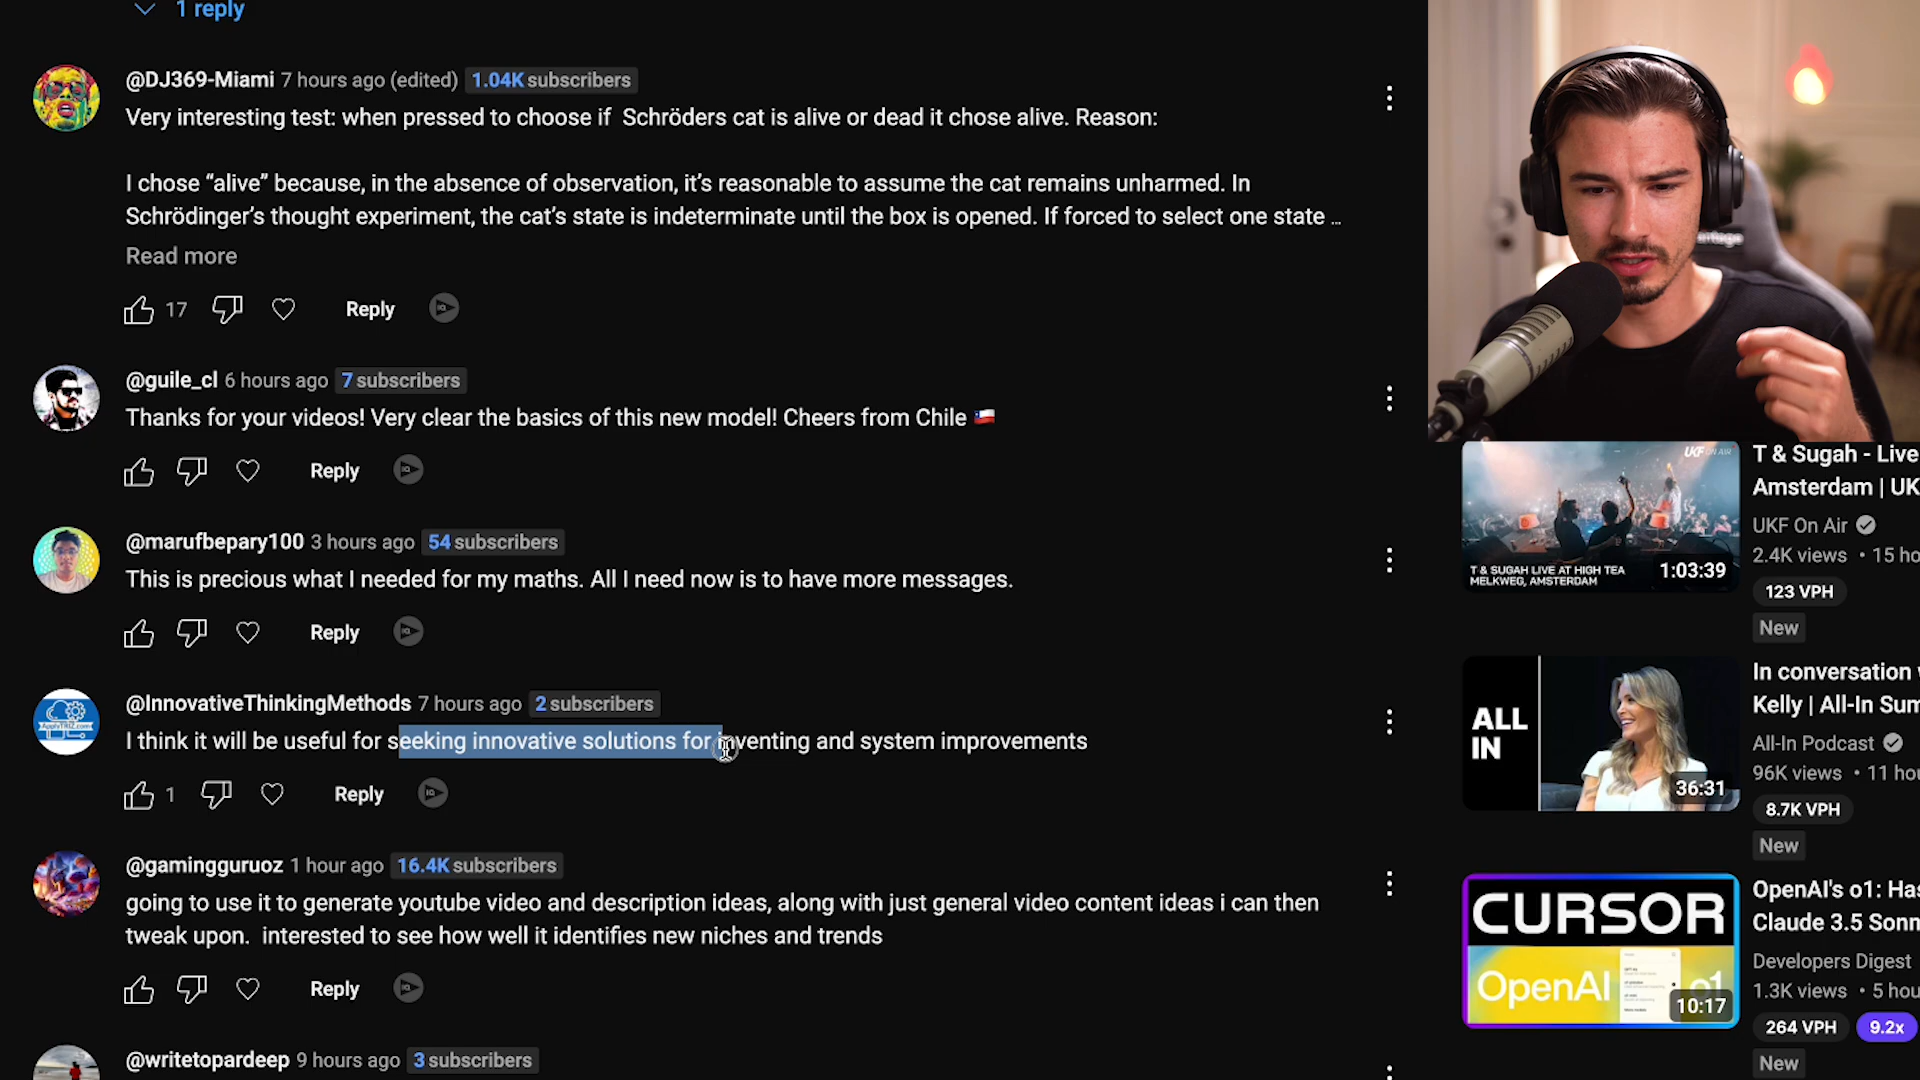 1 reply
@DJ369-Miami 7 hours ago (edited) 1.04K subscribers
Very interesting test: when pressed to choose if Schröders cat is alive or dead it chose alive. Reason:
I chose “alive” because, in the absence of observation, it’s reasonable to assume the cat remains unharmed. In
Schrödinger’s thought experiment, the cat’s state is indeterminate until the box is opened. If forced to select one state ...
Read more
17 Reply
@guile_cl 6 hours ago 7 subscribers
Thanks for your videos! Very clear the basics of this new model! Cheers from Chile 🇨🇱
Reply
@marufbepary100 3 hours ago 54 subscribers
This is precious what I needed for my maths. All I need now is to have more messages.
Reply
@InnovativeThinkingMethods 7 hours ago 2 subscribers
I think it will be useful for seeking innovative solutions for inventing and system improvements
1 Reply
@gamingguruoz 1 hour ago 16.4K subscribers
going to use it to generate youtube video and description ideas, along with just general video content ideas i can then
tweak upon. interested to see how well it identifies new niches and trends
Reply
@writetopardeep 9 hours ago 3 subscribers
UKF ON AIR
T & SUGAH LIVE AT HIGH TEA
MELKWEG, AMSTERDAM
1:03:39
T & Sugah - Live
Amsterdam | UK
UKF On Air
2.4K views • 15 ho
123 VPH
New
ALL
IN
36:31
In conversation
Kelly | All-In Sum
All-In Podcast
96K views • 11 hou
8.7K VPH
New
CURSOR
OpenAI o1
10:17
OpenAI's o1: Has
Claude 3.5 Sonn
Developers Digest
1.3K views • 5 hou
264 VPH 9.2x
New